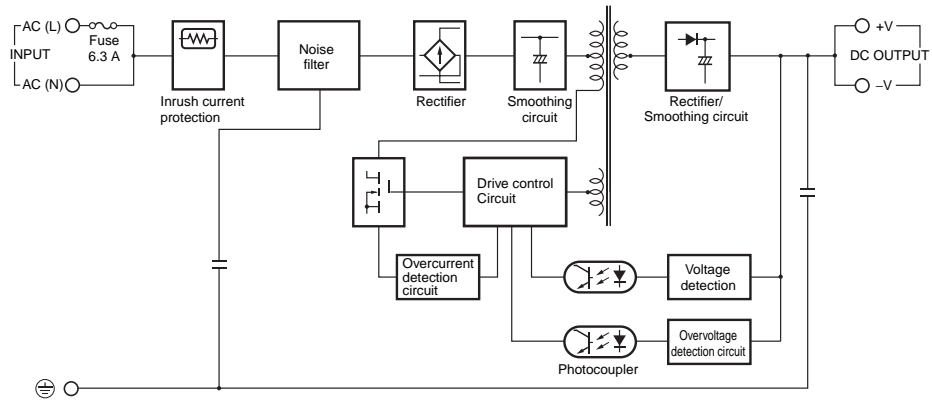 AC (L)
Fuse
6.3 A
INPUT
AC (N)
Inrush current
protection
Noise
filter
Rectifier
Smoothing
circuit
Rectifier/
Smoothing circuit
+V
DC OUTPUT
−V
Drive control
Circuit
Overcurrent
detection
circuit
Voltage
detection
Overvoltage
detection circuit
Photocoupler